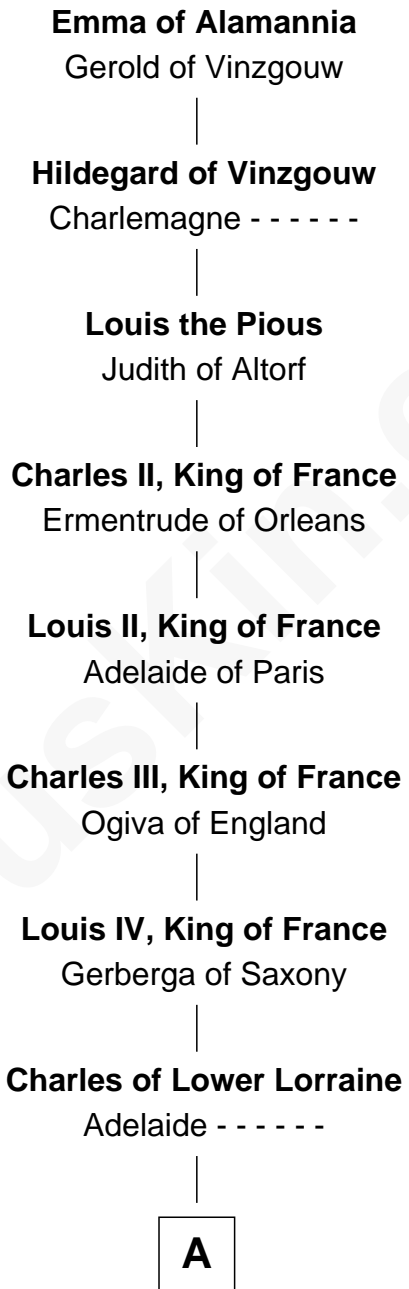 Emma of Alamannia
Gerold of Vinzgouw
Hildegard of Vinzgouw
Charlemagne - - - - - -
Louis the Pious
Judith of Altorf
Charles II, King of France
Ermentrude of Orleans
Louis II, King of France
Adelaide of Paris
Charles III, King of France
Ogiva of England
Louis IV, King of France
Gerberga of Saxony
Charles of Lower Lorraine
Adelaide - - - - - -
A